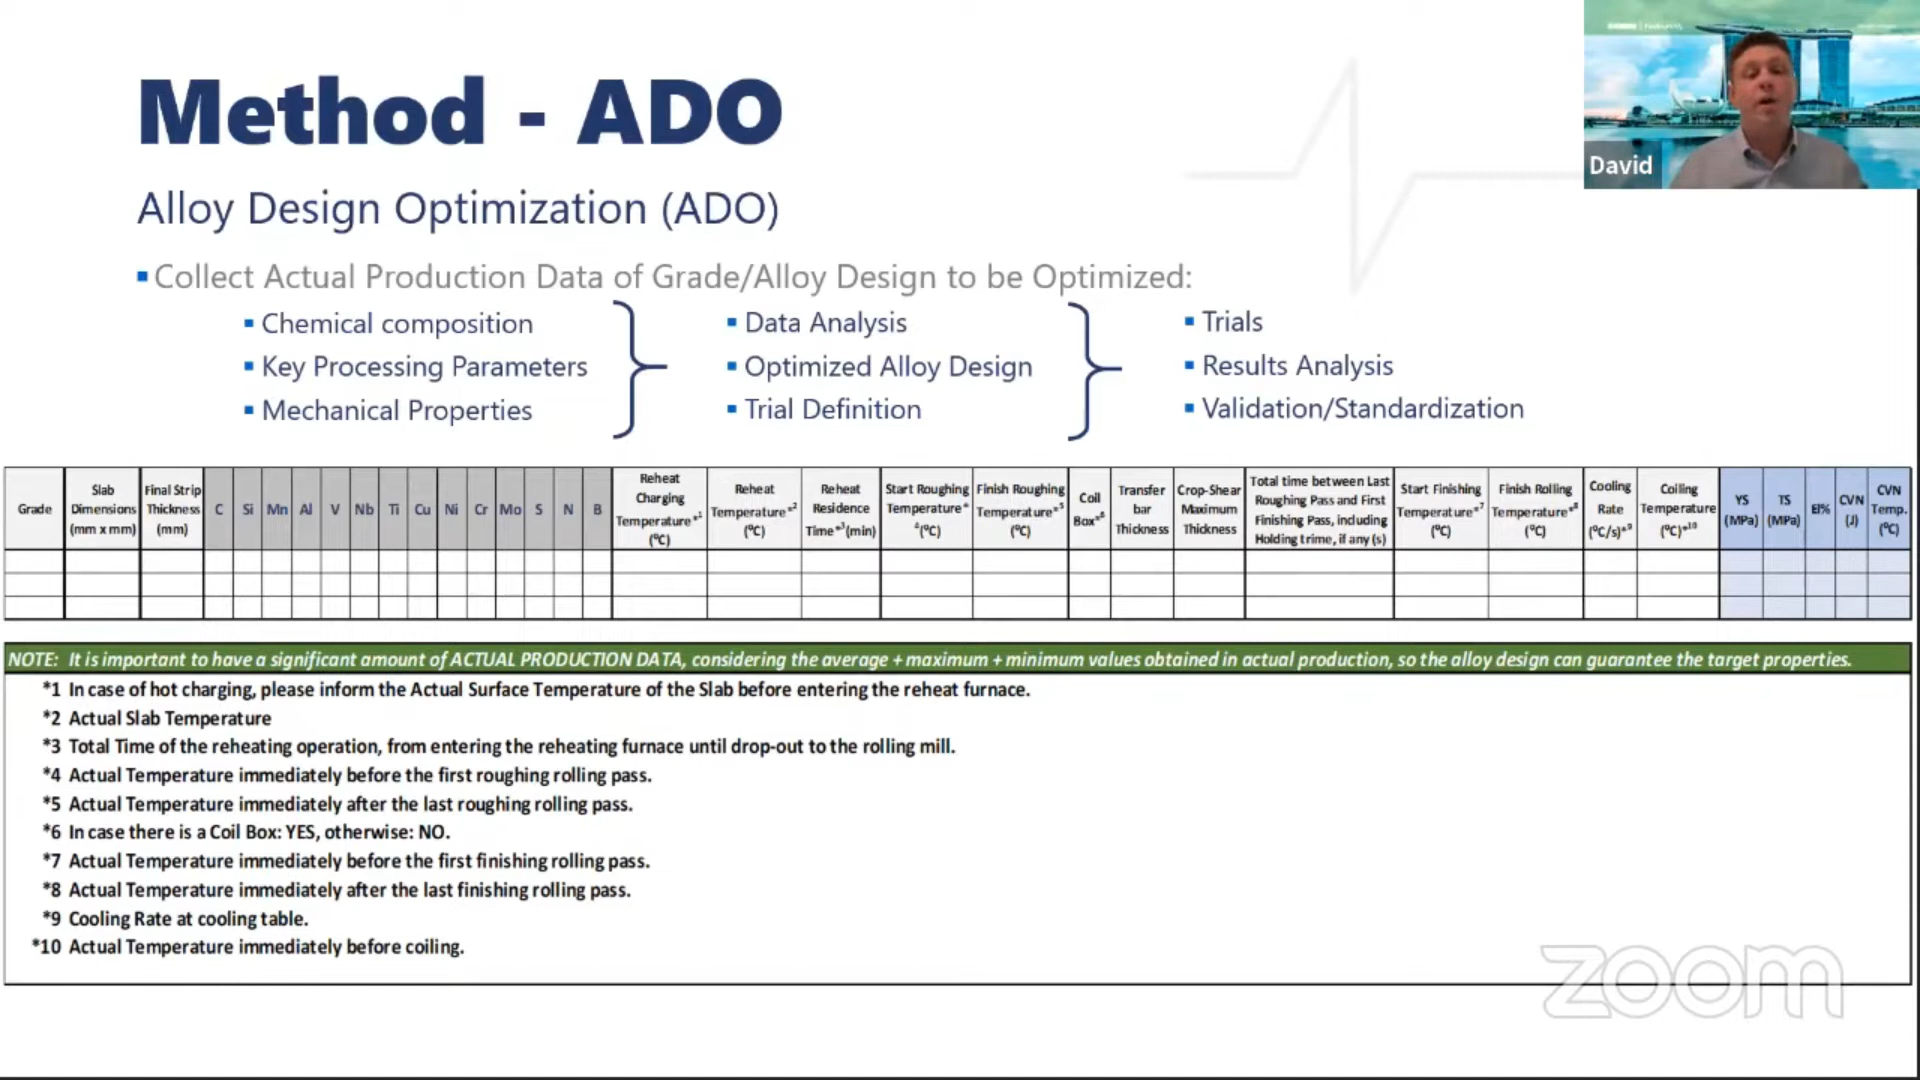 Method - ADO
David
Alloy Design Optimization (ADO)
▪ Collect Actual Production Data of Grade/Alloy Design to be Optimized:
▪ Chemical composition
▪ Key Processing Parameters
▪ Mechanical Properties
▪ Data Analysis
▪ Optimized Alloy Design
▪ Trial Definition
▪ Trials
▪ Results Analysis
▪ Validation/Standardization
Grade
Slab
Dimensions
(mm x mm)
Final Strip
Thickness
(mm)
C Si Mn Al V Nb Ti Cu Ni Cr Mo S N B
Reheat
Charging
Temperature*1
(ºC)
Reheat
Temperature*2
(ºC)
Reheat
Residence
Time*3(min)
Start Roughing
Temperature*
4(ºC)
Finish Roughing
Temperature*5
(ºC)
Coil
Box*6
Transfer
bar
Thickness
Crop-Shear
Maximum
Thickness
Total time between Last
Roughing Pass and First
Finishing Pass, including
Holding trime, if any (s)
Start Finishing
Temperature*7
(ºC)
Finish Rolling
Temperature*8
(ºC)
Cooling
Rate
(ºC/s)*9
Coiling
Temperature
(ºC)*10
YS
(MPa)
TS
(MPa)
El%
CVN
(J)
CVN
Temp.
(ºC)
NOTE: It is important to have a significant amount of ACTUAL PRODUCTION DATA, considering the average + maximum + minimum values obtained in actual production, so the alloy design can guarantee the target properties.
*1 In case of hot charging, please inform the Actual Surface Temperature of the Slab before entering the reheat furnace.
*2 Actual Slab Temperature
*3 Total Time of the reheating operation, from entering the reheating furnace until drop-out to the rolling mill.
*4 Actual Temperature immediately before the first roughing rolling pass.
*5 Actual Temperature immediately after the last roughing rolling pass.
*6 In case there is a Coil Box: YES, otherwise: NO.
*7 Actual Temperature immediately before the first finishing rolling pass.
*8 Actual Temperature immediately after the last finishing rolling pass.
*9 Cooling Rate at cooling table.
*10 Actual Temperature immediately before coiling.
zoom